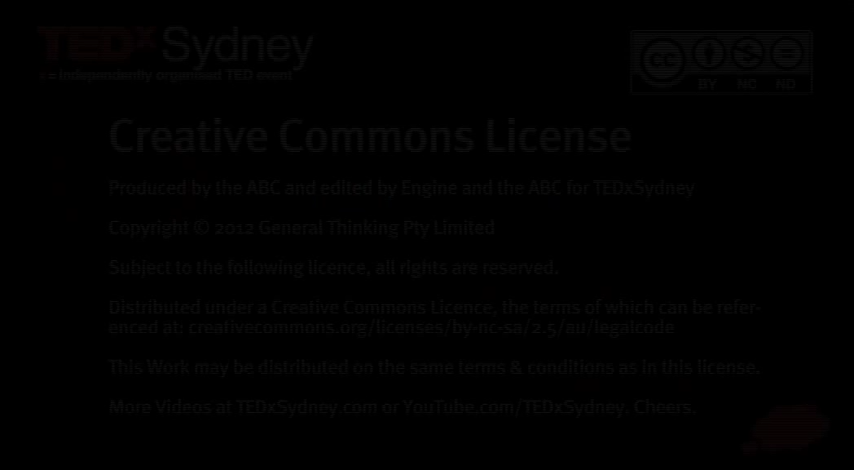 TEDxSydney
x = independently organised TED event
BY NC ND
Creative Commons License
Produced by the ABC and edited by Engine and the ABC for TEDxSydney
Copyright © 2012 General Thinking Pty Limited
Subject to the following licence, all rights are reserved.
Distributed under a Creative Commons Licence, the terms of which can be refer-
enced at: creativecommons.org/licenses/by-nc-sa/2.5/au/legalcode
This Work may be distributed on the same terms & conditions as in this license.
More Videos at TEDxSydney.com or YouTube.com/TEDxSydney. Cheers.